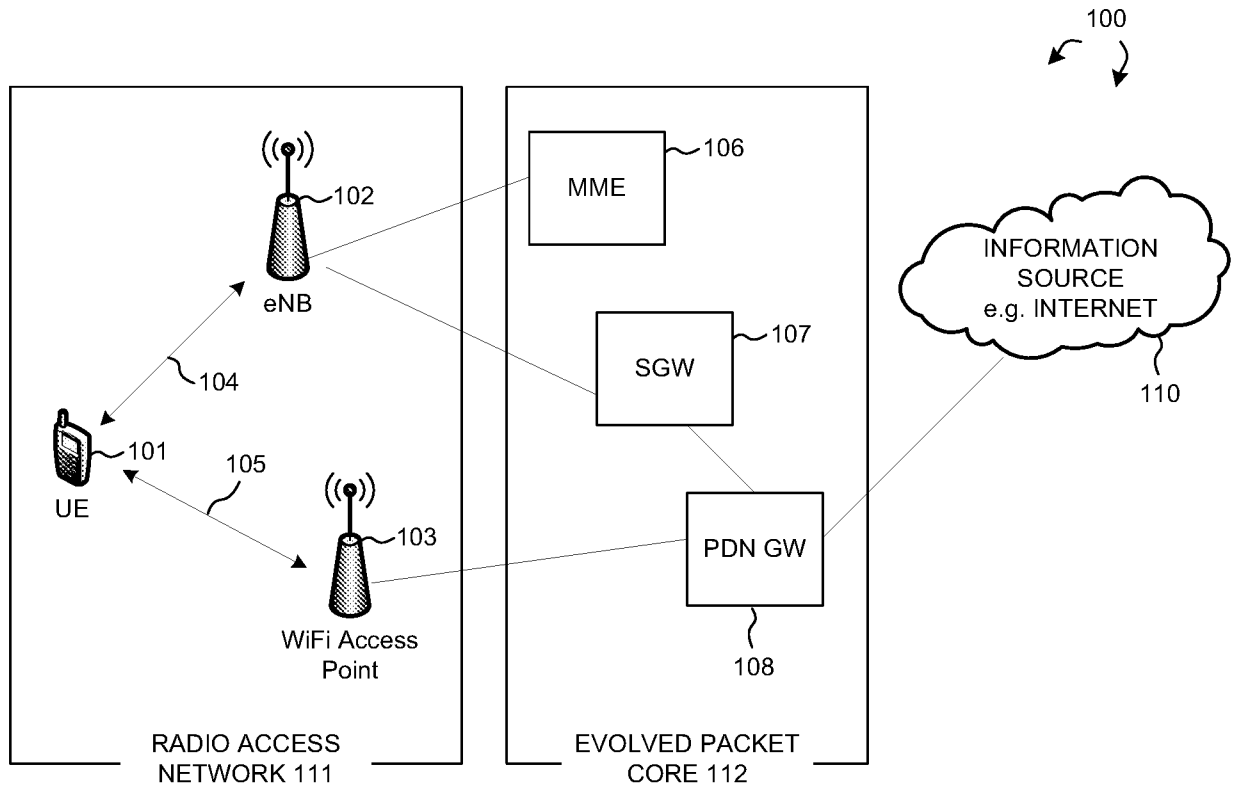 100
106
MME
102
INFORMATION
SOURCE
e.g. INTERNET
eNB
107
SGW
104
110
101
105
UE
103
PDN GW
WiFi Access
Point
108
RADIO ACCESS
NETWORK 111
EVOLVED PACKET
CORE 112